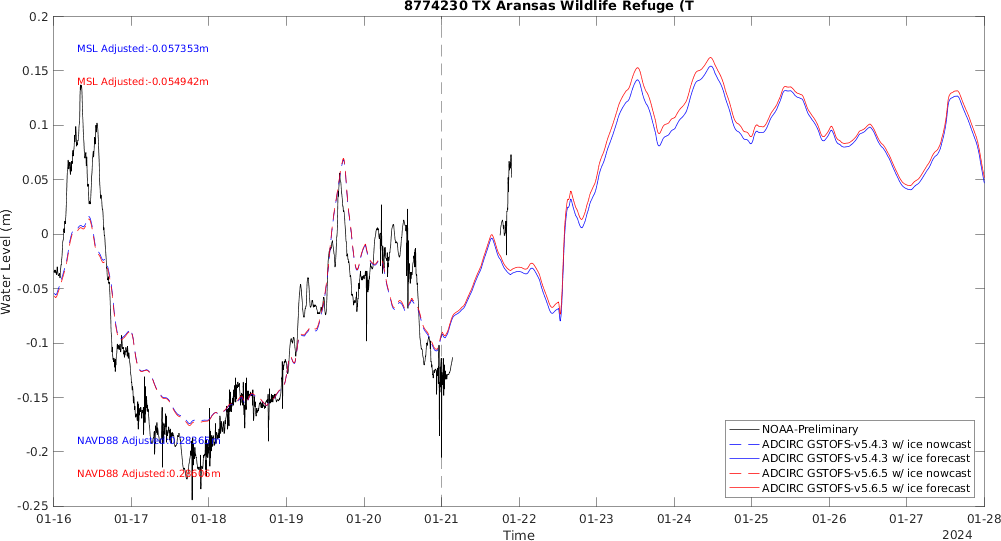 8774230 TX Aransas Wildlife Refuge (T
0.2
0.15
0.1
0.05
0
-0.05
-0.1
-0.15
-0.2
-0.25
Water Level (m)
MSL Adjusted:-0.057353m
MSL Adjusted:-0.054942m
NAVD88 Adjusted:
NAVD88 Adjusted:
NOAA-Preliminary
ADCIRC GSTOFS-v5.4.3 w/ ice nowcast
ADCIRC GSTOFS-v5.4.3 w/ ice forecast
ADCIRC GSTOFS-v5.6.5 w/ ice nowcast
ADCIRC GSTOFS-v5.6.5 w/ ice forecast
01-16 01-17 01-18 01-19 01-20 01-21 01-22 01-23 01-24 01-25 01-26 01-27 01-28
Time
2024